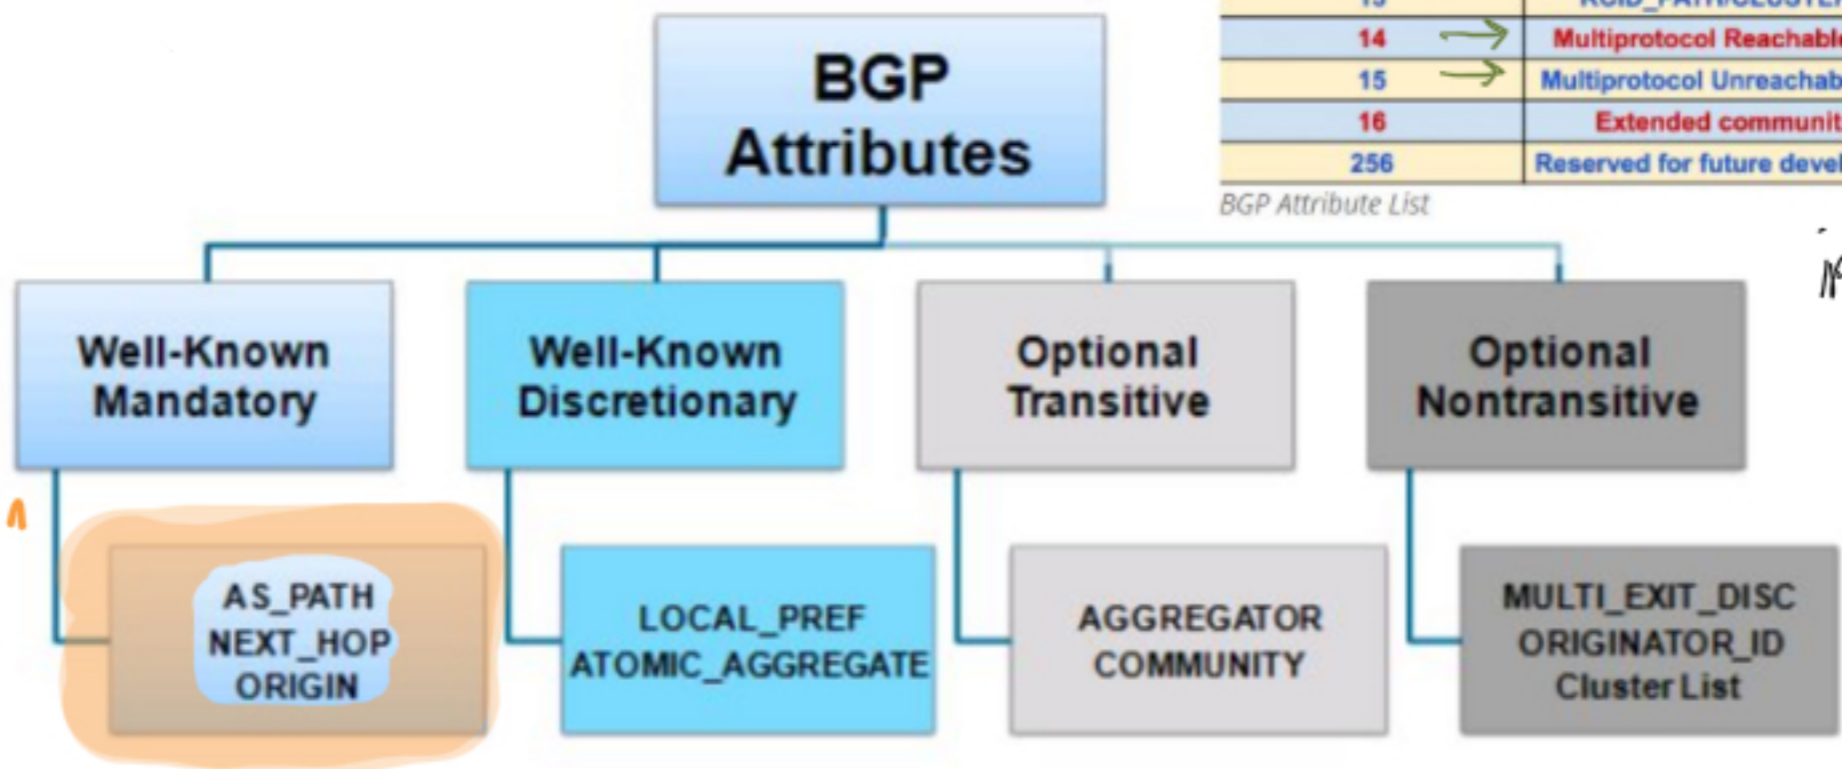 BGP
Attributes
14 Multiprotocol Reachable
15 Multiprotocol Unreachab
16 Extended communit
256 Reserved for future devel
BGP Attribute List
Well-Known
Mandatory
Well-Known
Discretionary
Optional
Transitive
Optional
Nontransitive
AS_PATH
NEXT_HOP
ORIGIN
LOCAL_PREF
ATOMIC_AGGREGATE
AGGREGATOR
COMMUNITY
MULTI_EXIT_DISC
ORIGINATOR_ID
Cluster List